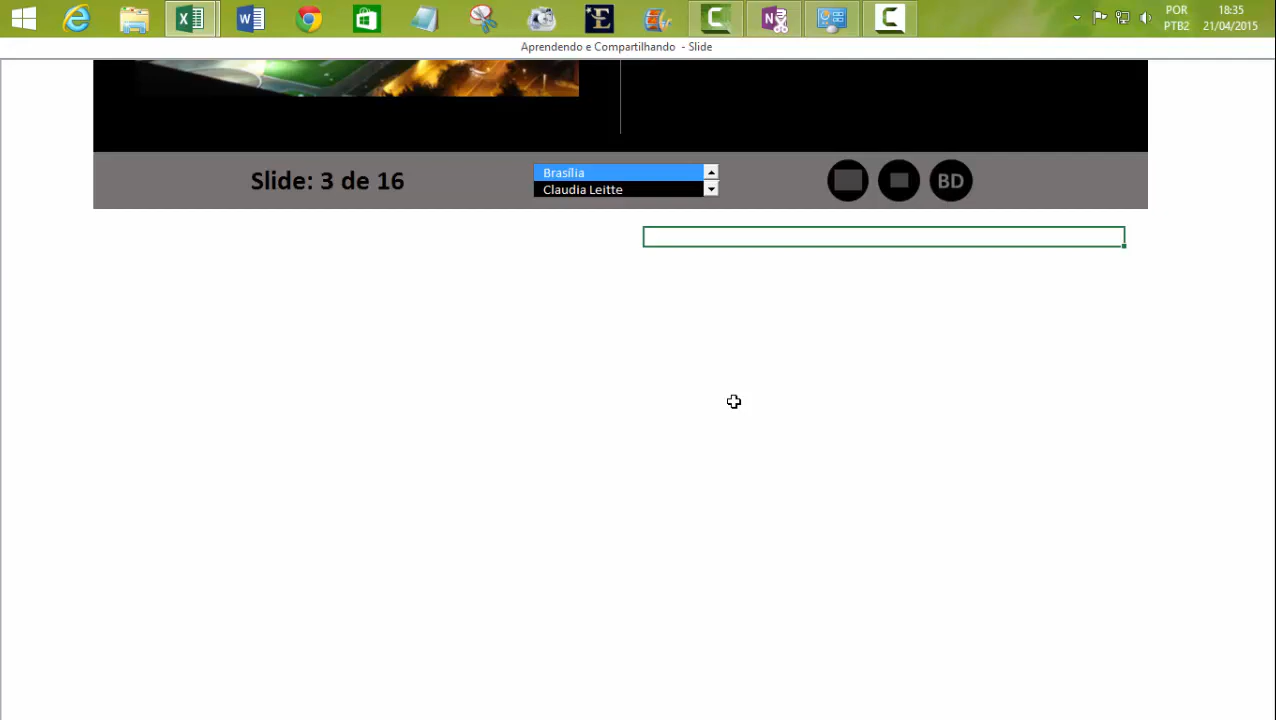 POR
PTB2
18:35
21/04/2015
Aprendendo e Compartilhando - Slide
Slide: 3 de 16
Brasília
Claudia Leitte
BD